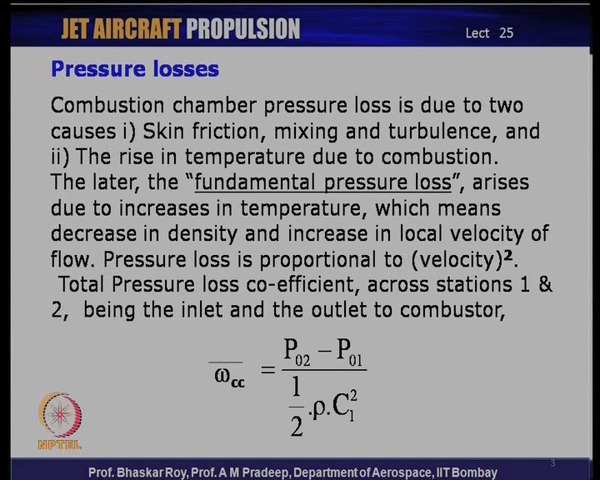 JET AIRCRAFT PROPULSION
Lect 25
Pressure losses
Combustion chamber pressure loss is due to two
causes i) Skin friction, mixing and turbulence, and
ii) The rise in temperature due to combustion.
The later, the “fundamental pressure loss”, arises
due to increases in temperature, which means
decrease in density and increase in local velocity of
flow. Pressure loss is proportional to (velocity)².
Total Pressure loss co-efficient, across stations 1 &
2, being the inlet and the outlet to combustor,
ω̅cc = (P02 − P01) / (1/2 .ρ.C1²)
NPTEL
3
Prof. Bhaskar Roy, Prof. A M Pradeep, Department of Aerospace, IIT Bombay